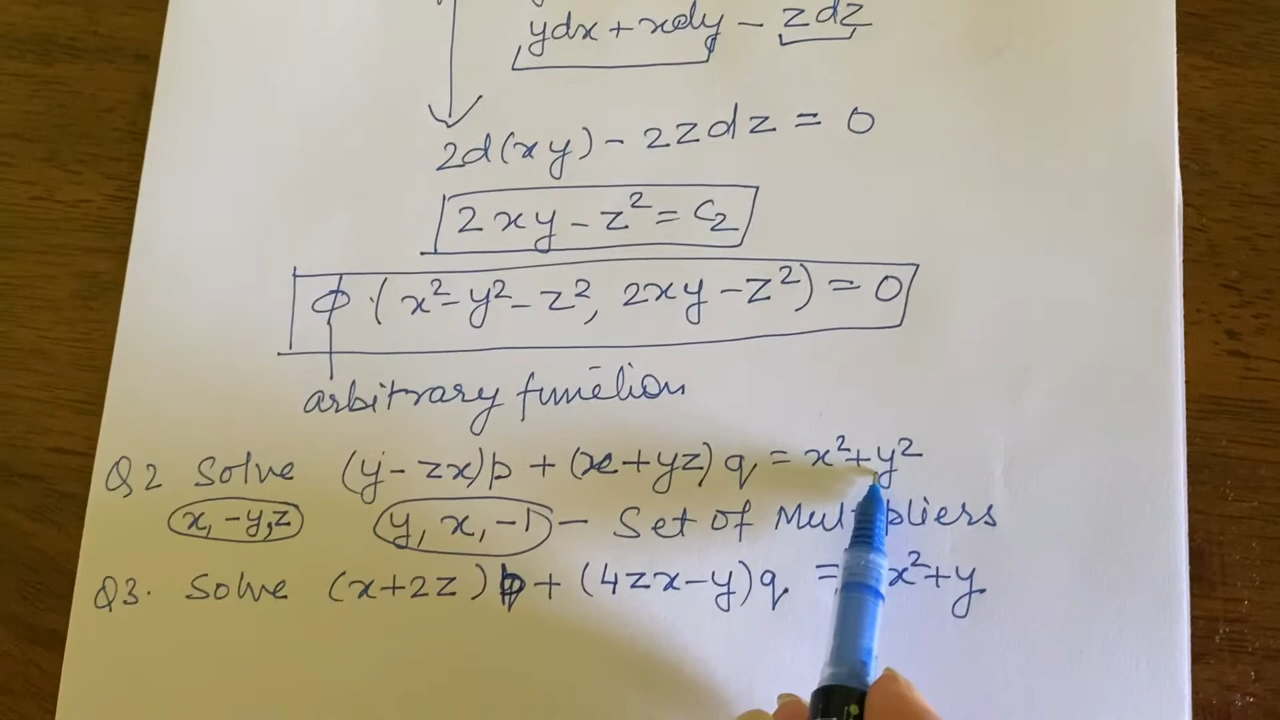 ydx + xdy - zdz
2d(xy) - 2zdz = 0
2xy - z² = C₂
ϕ · (x² - y² - z², 2xy - z²) = 0
arbitrary function
Q2 Solve (y - zx)p + (x + yz)q = x² + y²
x, -y, z y, x, -1 - Set of Multipliers
Q3. Solve (x + 2z)p + (4zx - y)q = x² + y